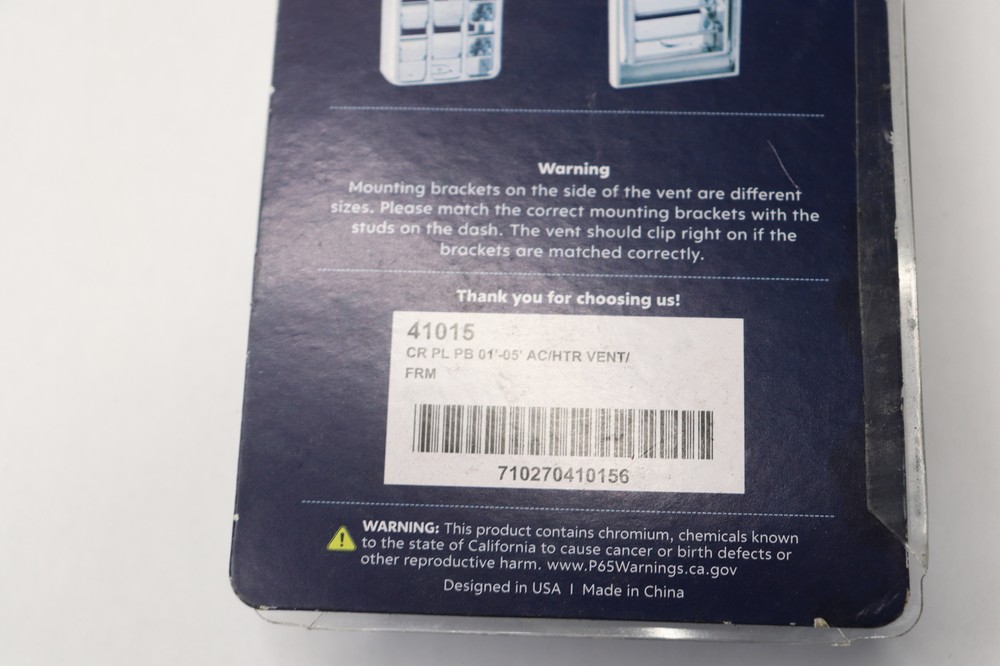 Warning
Mounting brackets on the side of the vent are different
sizes. Please match the correct mounting brackets with the
studs on the dash. The vent should clip right on if the
brackets are matched correctly.
Thank you for choosing us!
41015
CR PL PB 01'-05' AC/HTR VENT/
FRM
710270410156
WARNING: This product contains chromium, chemicals known
to the state of California to cause cancer or birth defects or
other reproductive harm. www.P65Warnings.ca.gov
Designed in USA I Made in China